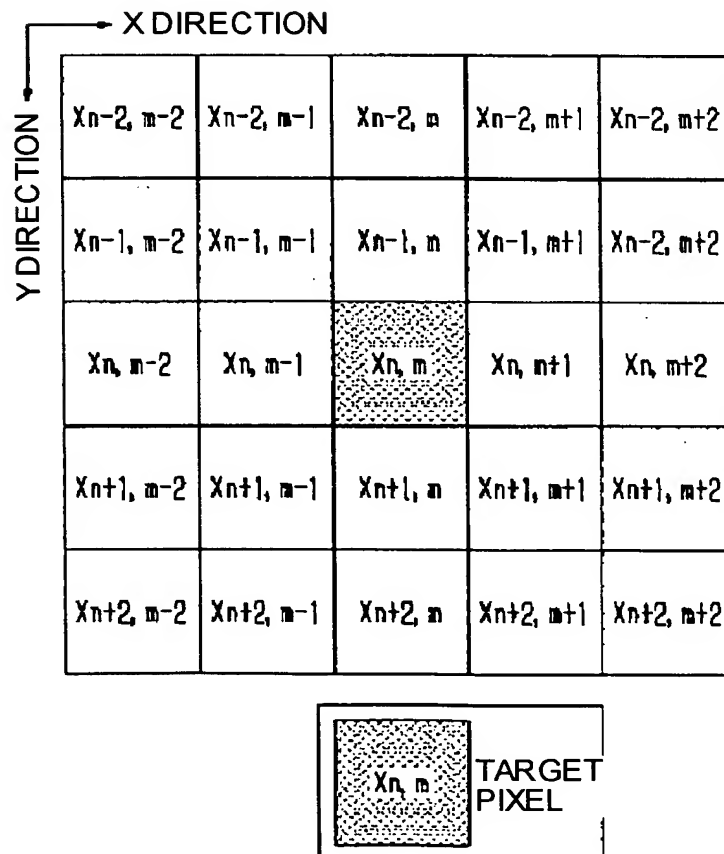 X DIRECTION
Y DIRECTION
Xn-2, m-2 Xn-2, m-1 Xn-2, m Xn-2, m+1 Xn-2, m+2
Xn-1, m-2 Xn-1, m-1 Xn-1, m Xn-1, m+1 Xn-2, m+2
Xn, m-2 Xn, m-1 Xn, m Xn, m+1 Xn, m+2
Xn+1, m-2 Xn+1, m-1 Xn+1, m Xn+1, m+1 Xn+1, m+2
Xn+2, m-2 Xn+2, m-1 Xn+2, m Xn+2, m+1 Xn+2, m+2
Xn, m
TARGET
PIXEL